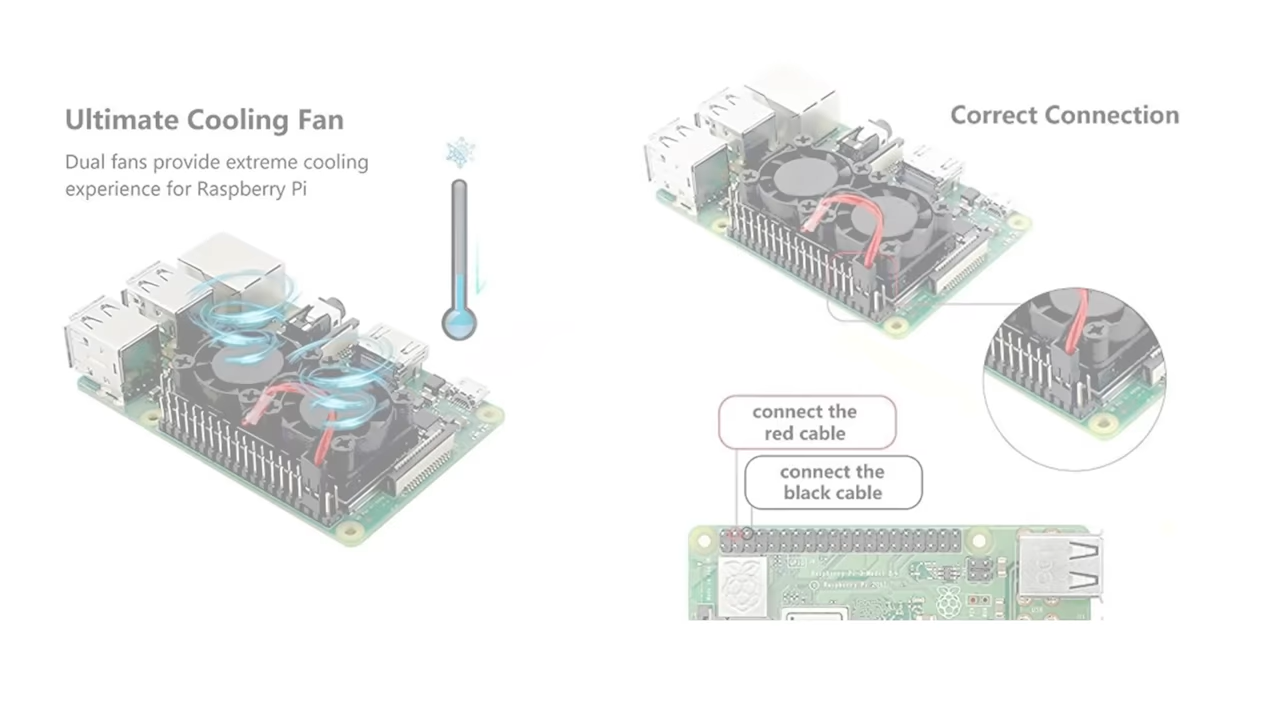 Ultimate Cooling Fan
Dual fans provide extreme cooling
experience for Raspberry Pi
Correct Connection
connect the
red cable
connect the
black cable